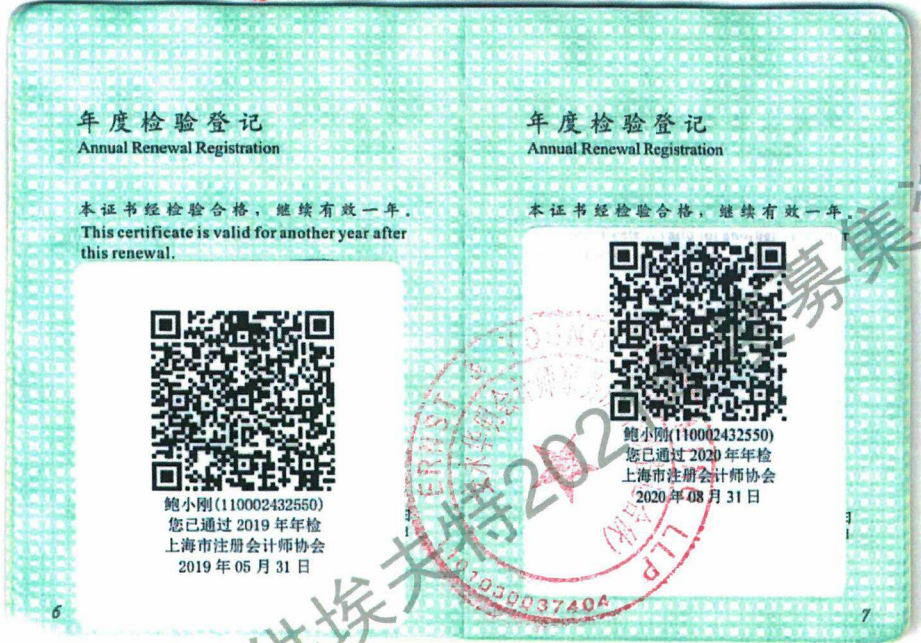 年度检验登记
Annual Renewal Registration
本证书经检验合格，继续有效一年。
This certificate is valid for another year after
this renewal.
鲍小刚(110002432550)
您已通过 2019 年年检
上海市注册会计师协会
2019 年 05 月 31 日
6
年度检验登记
Annual Renewal Registration
本证书经检验合格，继续有效一年。
鲍小刚(110002432550)
您已通过 2020 年年检
上海市注册会计师协会
2020 年 08 月 31 日
7
ERNST & YOUNG
LLP
供埃夫特202
募集